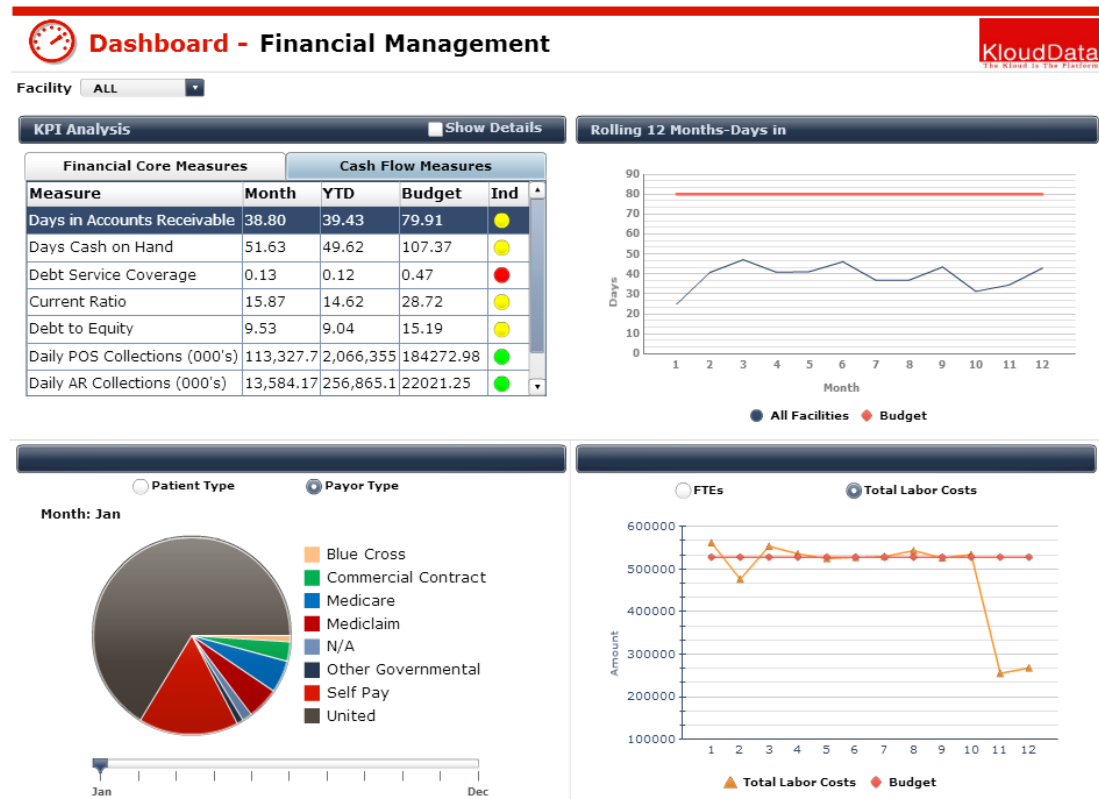 Dashboard - Financial Management
KloudData
The Kloud Is The Platform
Facility ALL
KPI Analysis Show Details
Financial Core Measures Cash Flow Measures
Measure Month YTD Budget Ind
Days in Accounts Receivable 38.80 39.43 79.91
Days Cash on Hand 51.63 49.62 107.37
Debt Service Coverage 0.13 0.12 0.47
Current Ratio 15.87 14.62 28.72
Debt to Equity 9.53 9.04 15.19
Daily POS Collections (000's) 113,327.7 2,066,355 184272.98
Daily AR Collections (000's) 13,584.17 256,865.1 22021.25
Rolling 12 Months-Days in
90
80
70
60
50
40
30
20
10
0
Days
1 2 3 4 5 6 7 8 9 10 11 12
Month
All Facilities Budget
Patient Type Payor Type
Month: Jan
Blue Cross
Commercial Contract
Medicare
Mediclaim
N/A
Other Governmental
Self Pay
United
Jan Dec
FTEs Total Labor Costs
600000
500000
400000
300000
200000
100000
Amount
1 2 3 4 5 6 7 8 9 10 11 12
Total Labor Costs Budget